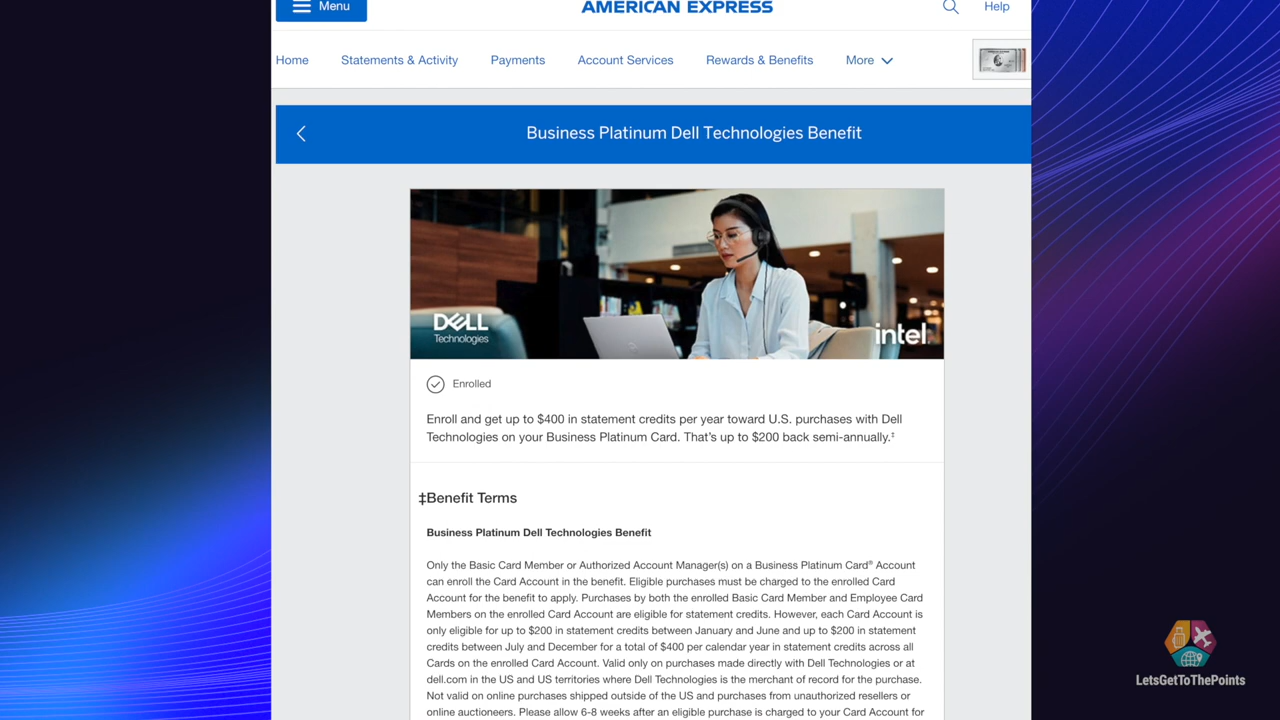 Menu
AMERICAN EXPRESS
Help
Home
Statements & Activity
Payments
Account Services
Rewards & Benefits
More
Business Platinum Dell Technologies Benefit
DELL
Technologies
intel.
Enrolled
Enroll and get up to $400 in statement credits per year toward U.S. purchases with Dell
Technologies on your Business Platinum Card. That’s up to $200 back semi-annually.‡
‡Benefit Terms
Business Platinum Dell Technologies Benefit
Only the Basic Card Member or Authorized Account Manager(s) on a Business Platinum Card® Account
can enroll the Card Account in the benefit. Eligible purchases must be charged to the enrolled Card
Account for the benefit to apply. Purchases by both the enrolled Basic Card Member and Employee Card
Members on the enrolled Card Account are eligible for statement credits. However, each Card Account is
only eligible for up to $200 in statement credits between January and June and up to $200 in statement
credits between July and December for a total of $400 per calendar year in statement credits across all
Cards on the enrolled Card Account. Valid only on purchases made directly with Dell Technologies or at
dell.com in the US and US territories where Dell Technologies is the merchant of record for the purchase.
Not valid on online purchases shipped outside of the US and purchases from unauthorized resellers or
online auctioneers. Please allow 6-8 weeks after an eligible purchase is charged to your Card Account for
LetsGetToThePoints